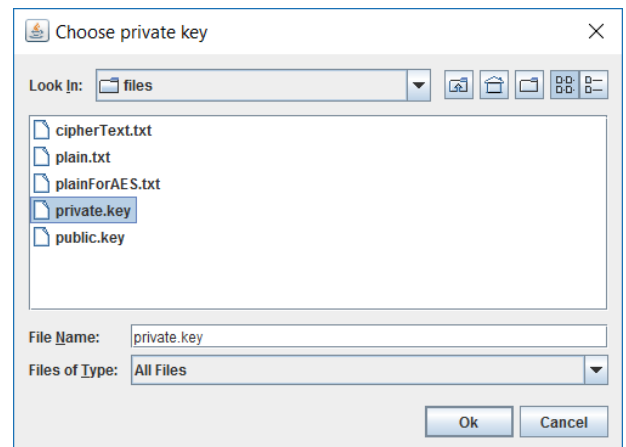 Choose private key
Look In: files
cipherText.txt
plain.txt
plainForAES.txt
private.key
public.key
File Name: private.key
Files of Type: All Files
Ok Cancel